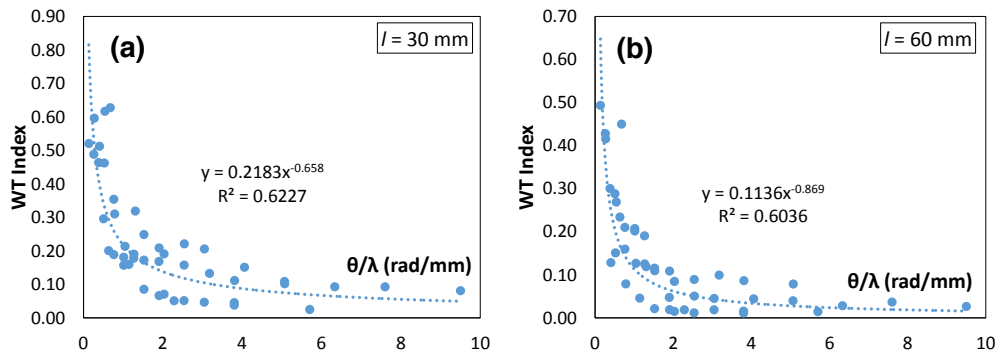 (a)
l = 30 mm
WT Index
0.90
0.80
0.70
0.60
0.50
0.40
0.30
0.20
0.10
0.00
y = 0.2183x^-0.658
R² = 0.6227
θ/λ (rad/mm)
0 2 4 6 8 10
(b)
l = 60 mm
WT Index
0.70
0.60
0.50
0.40
0.30
0.20
0.10
0.00
y = 0.1136x^-0.869
R² = 0.6036
θ/λ (rad/mm)
0 2 4 6 8 10